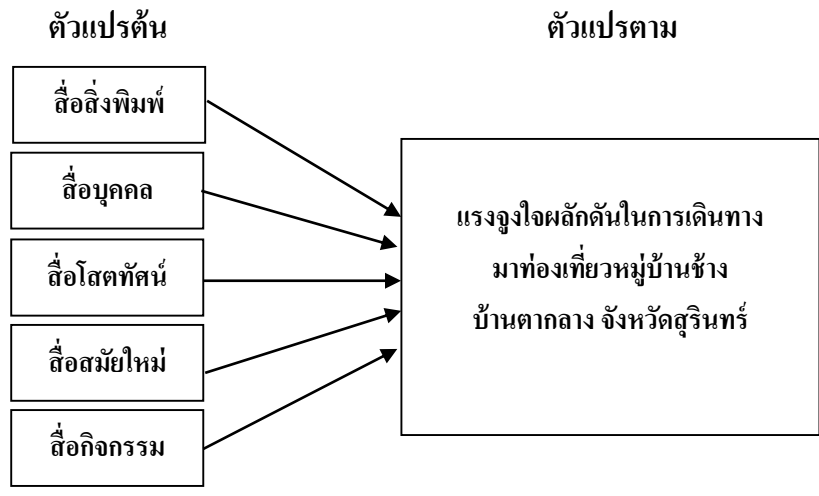 ตัวแปรต้น
ตัวแปรตาม
สื่อสิ่งพิมพ์
สื่อบุคคล
สื่อโสตทัศน์
สื่อสมัยใหม่
สื่อกิจกรรม
แรงจูงใจผลักดันในการเดินทาง
มาท่องเที่ยวหมู่บ้านช้าง
บ้านตากลาง จังหวัดสุรินทร์